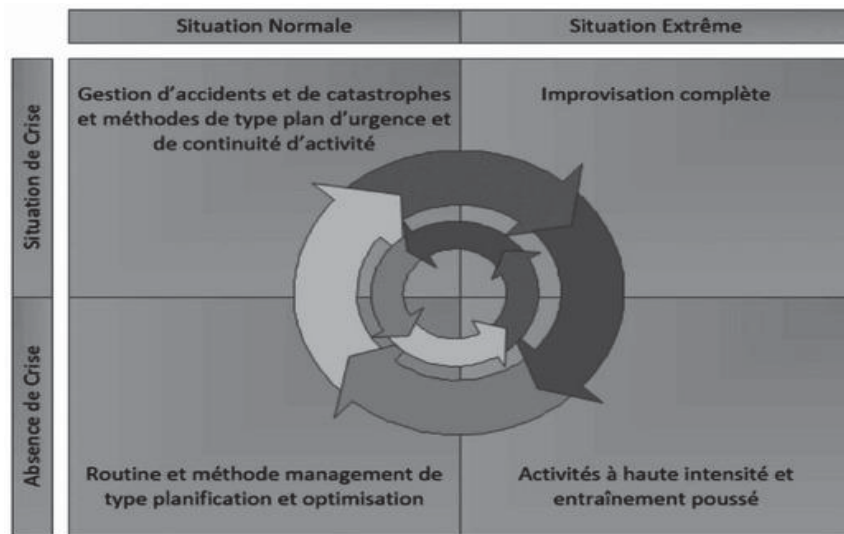 Situation Normale
Situation Extrême
Situation de Crise
Gestion d'accidents et de catastrophes
et méthodes de type plan d'urgence et
de continuité d'activité
Improvisation complète
Absence de Crise
Routine et méthode management de
type planification et optimisation
Activités à haute intensité et
entraînement poussé